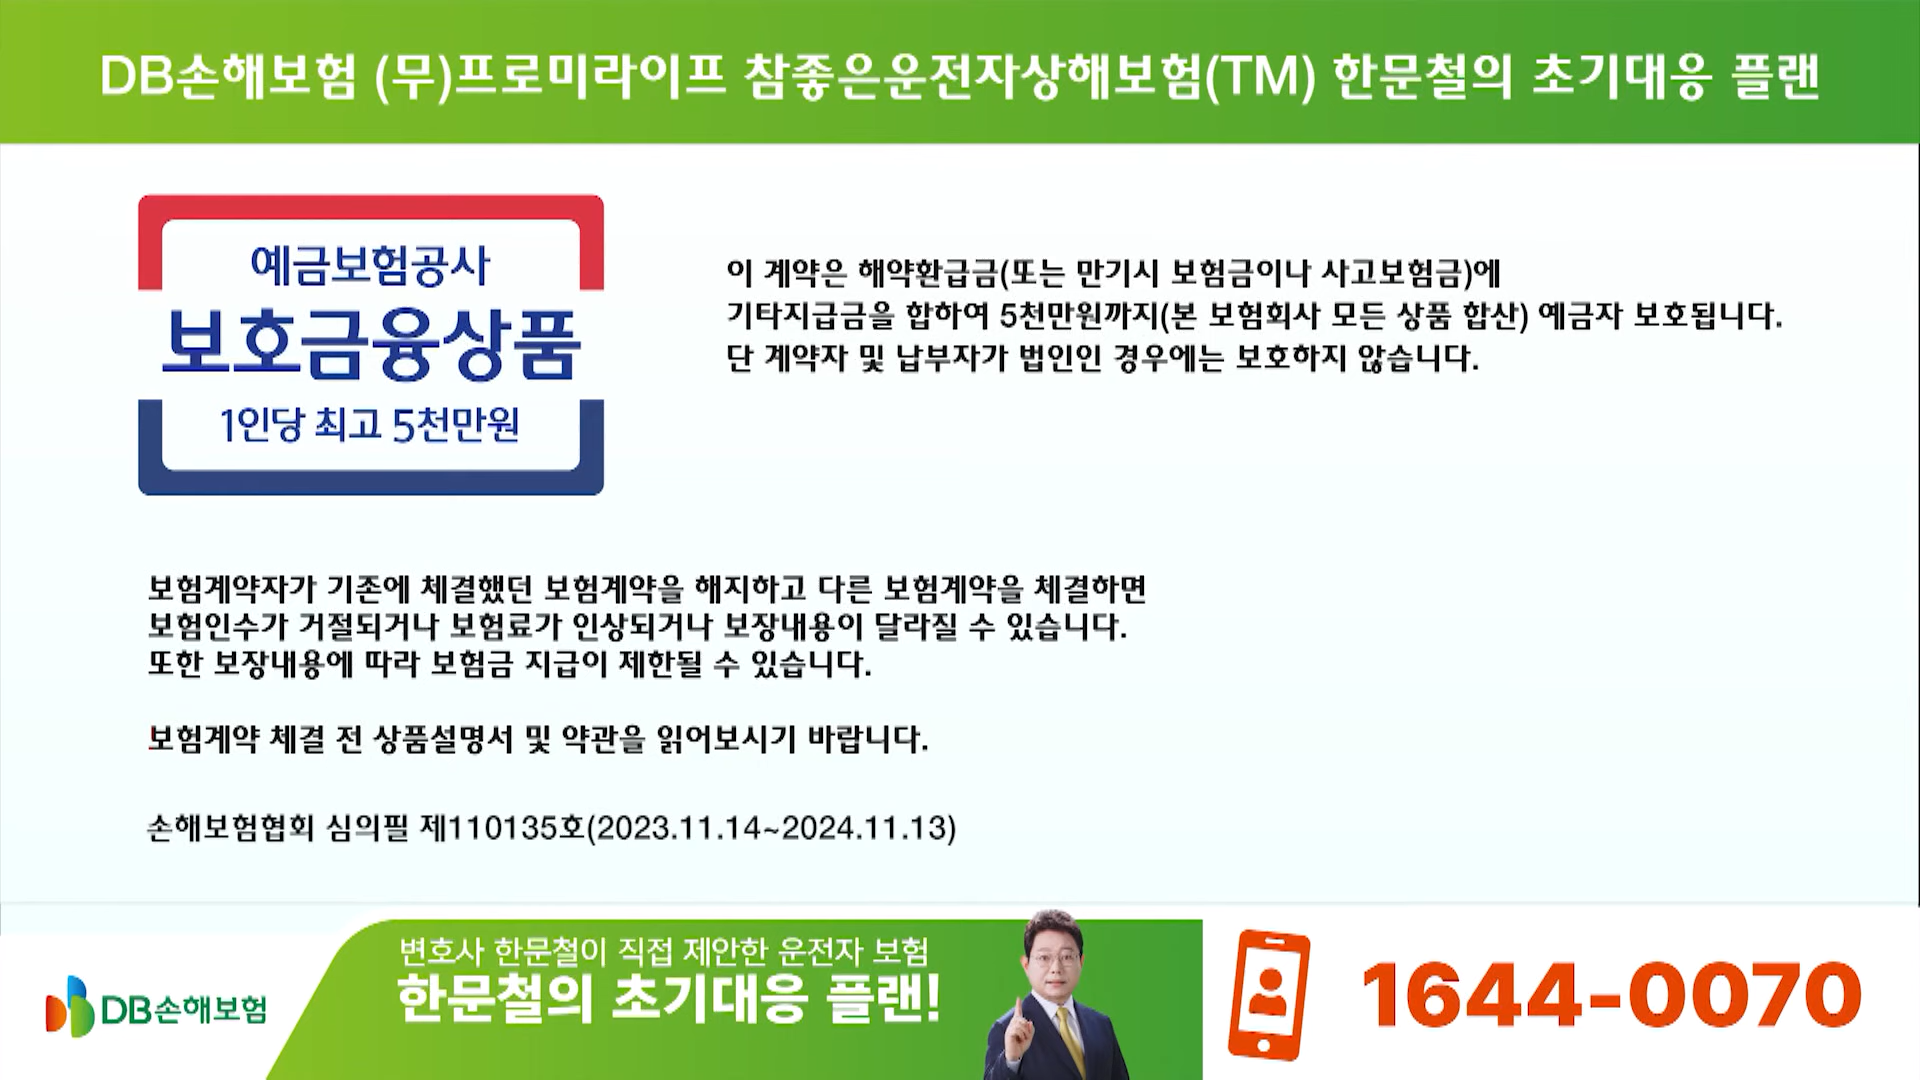 DB손해보험 (무)프로미라이프 참좋은운전자상해보험(TM) 한문철의 초기대응 플랜
예금보험공사
보호금융상품
1인당 최고 5천만원
이 계약은 해약환급금(또는 만기시 보험금이나 사고보험금)에
기타지급금을 합하여 5천만원까지(본 보험회사 모든 상품 합산) 예금자 보호됩니다.
단 계약자 및 납부자가 법인인 경우에는 보호하지 않습니다.
보험계약자가 기존에 체결했던 보험계약을 해지하고 다른 보험계약을 체결하면
보험인수가 거절되거나 보험료가 인상되거나 보장내용이 달라질 수 있습니다.
또한 보장내용에 따라 보험금 지급이 제한될 수 있습니다.
보험계약 체결 전 상품설명서 및 약관을 읽어보시기 바랍니다.
손해보험협회 심의필 제110135호(2023.11.14~2024.11.13)
변호사 한문철이 직접 제안한 운전자 보험
한문철의 초기대응 플랜!
DB손해보험
1644-0070